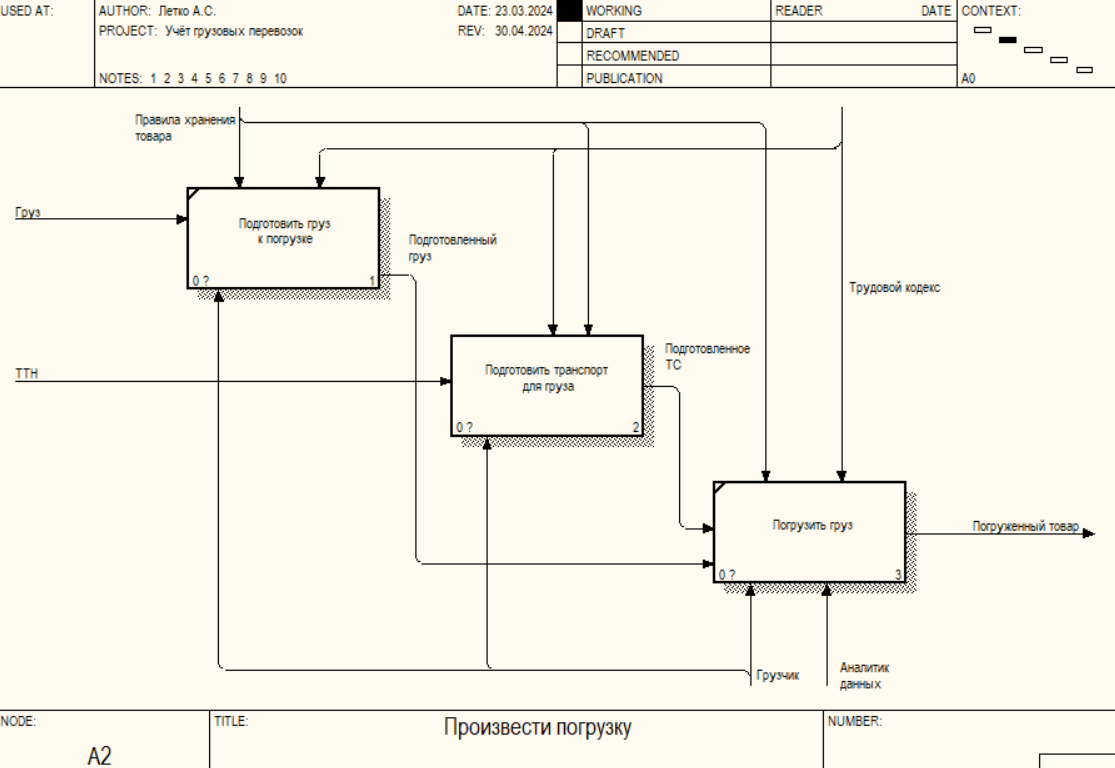 USED AT:
AUTHOR: Летко А.С.
DATE: 23.03.2024
WORKING
READER
DATE
CONTEXT:
PROJECT: Учёт грузовых перевозок
REV: 30.04.2024
DRAFT
RECOMMENDED
NOTES: 1 2 3 4 5 6 7 8 9 10
PUBLICATION
A0
Правила хранения
товара
Груз
Подготовить груз
к погрузке
0 ?
1
Подготовленный
груз
Трудовой кодекс
ТТН
Подготовить транспорт
для груза
0 ?
2
Подготовленное
ТС
Погрузить груз
0 ?
3
Погруженный товар
Грузчик
Аналитик
данных
NODE:
A2
TITLE:
Произвести погрузку
NUMBER: